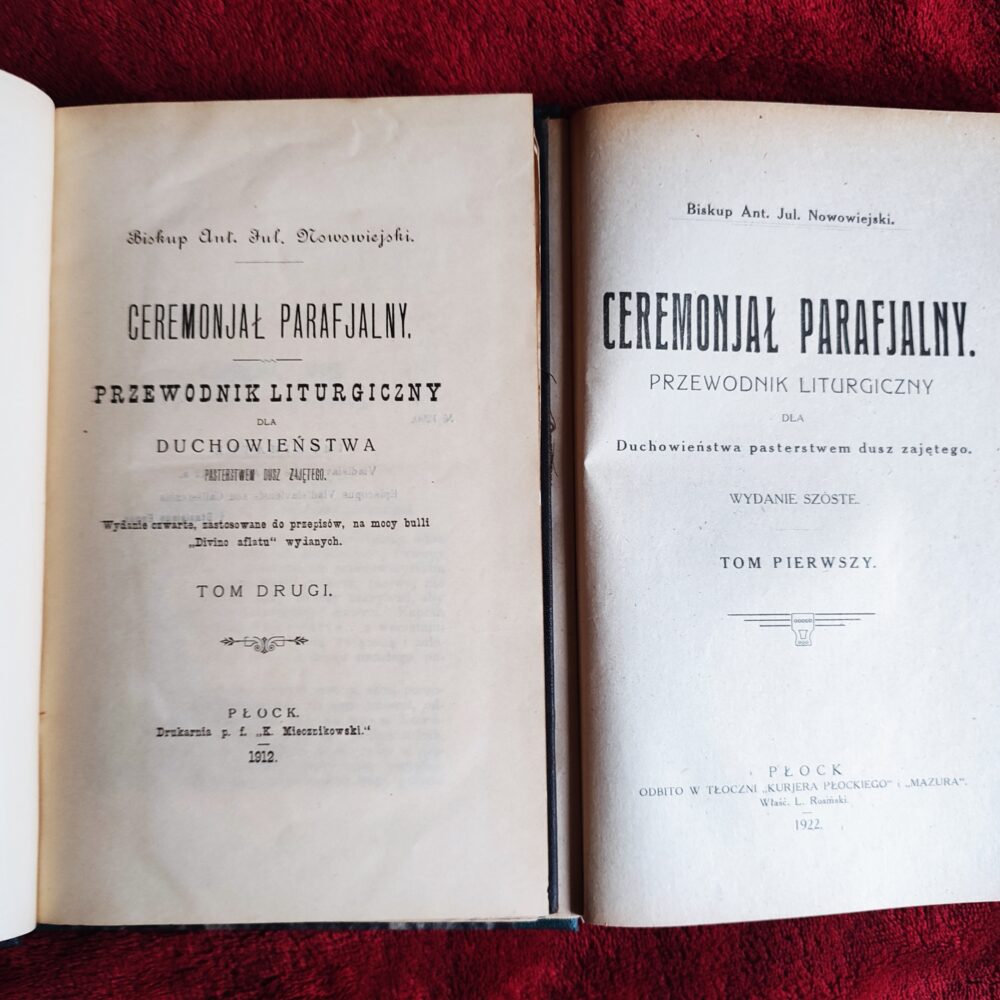 Biskup Ant. Jul. Nowowiejski.
CEREMONJAŁ PARAFJALNY.
PRZEWODNIK LITURGICZNY
DLA
DUCHOWIEŃSTWA
PASTERSTWEM DUSZ ZAJĘTEGO.
Wydanie czwarte, zastosowane do przepisów, na mocy bulli
„Divino aflatu“ wydanych.
TOM DRUGI.
PŁOCK.
Drukarnia p. f. „K. Miecznikowski.“
1912.
Biskup Ant. Jul. Nowowiejski.
CEREMONJAŁ PARAFJALNY.
PRZEWODNIK LITURGICZNY
DLA
Duchowieństwa pasterstwem dusz zajętego.
WYDANIE SZÓSTE.
TOM PIERWSZY.
PŁOCK
ODBITO W TŁOCZNI „KURJERA PŁOCKIEGO“ i „MAZURA“.
Właśc. L. Rosiński.
1922.